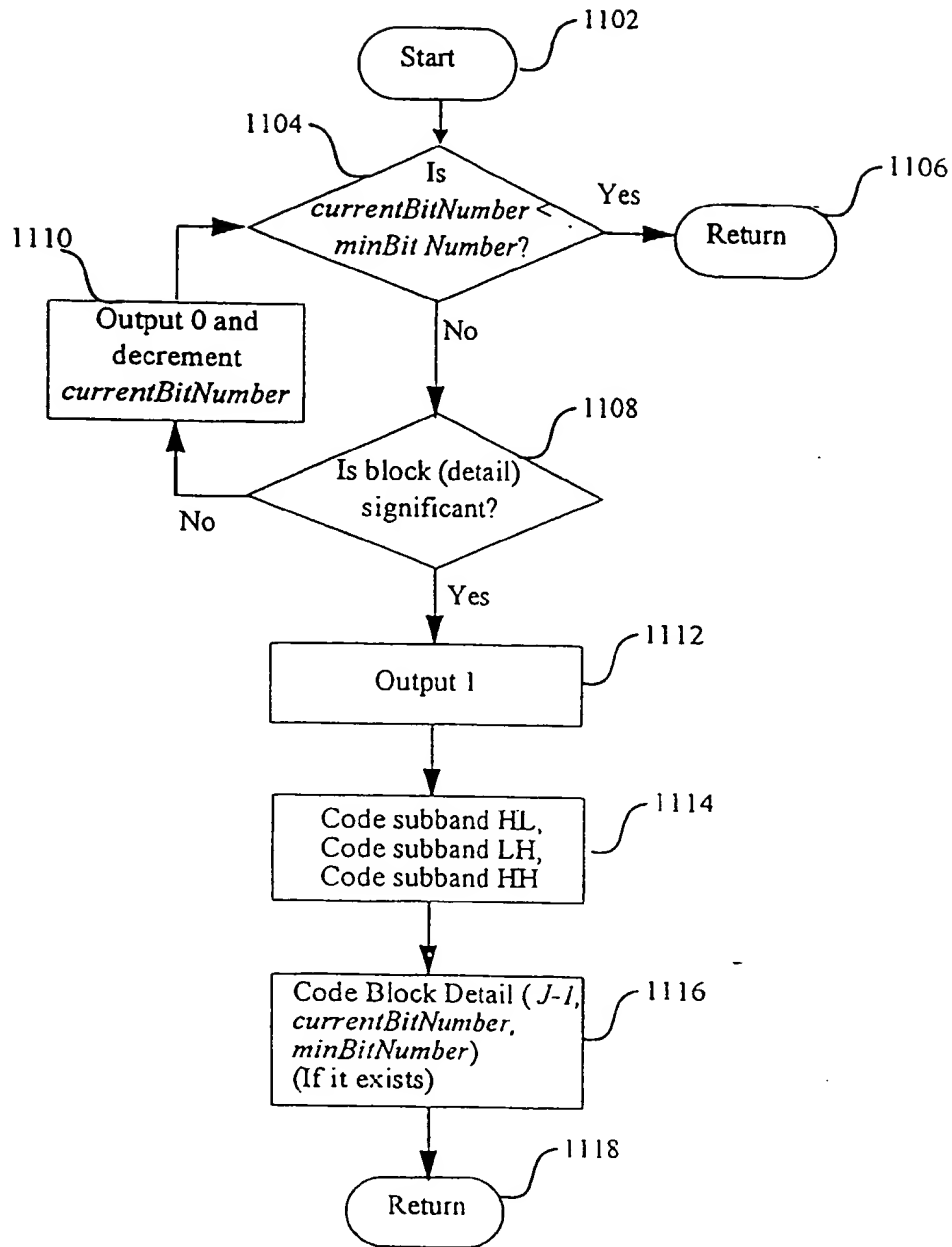 1102
Start
1104
Is
currentBitNumber <
minBit Number?
Yes
1106
Return
1110
Output 0 and
decrement
currentBitNumber
No
1108
Is block (detail)
significant?
No
Yes
1112
Output 1
1114
Code subband HL,
Code subband LH,
Code subband HH
1116
Code Block Detail (J-1,
currentBitNumber,
minBitNumber)
(If it exists)
1118
Return